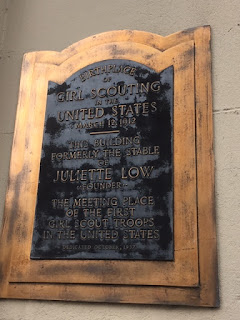 BIRTHPLACE
OF
GIRL SCOUTING
IN THE
UNITED STATES
MARCH 12, 1912
THIS BUILDING
FORMERLY THE STABLE
OF
JULIETTE LOW
FOUNDER
THE MEETING PLACE
OF THE FIRST
GIRL SCOUT TROOPS
IN THE UNITED STATES
DEDICATED OCTOBER,